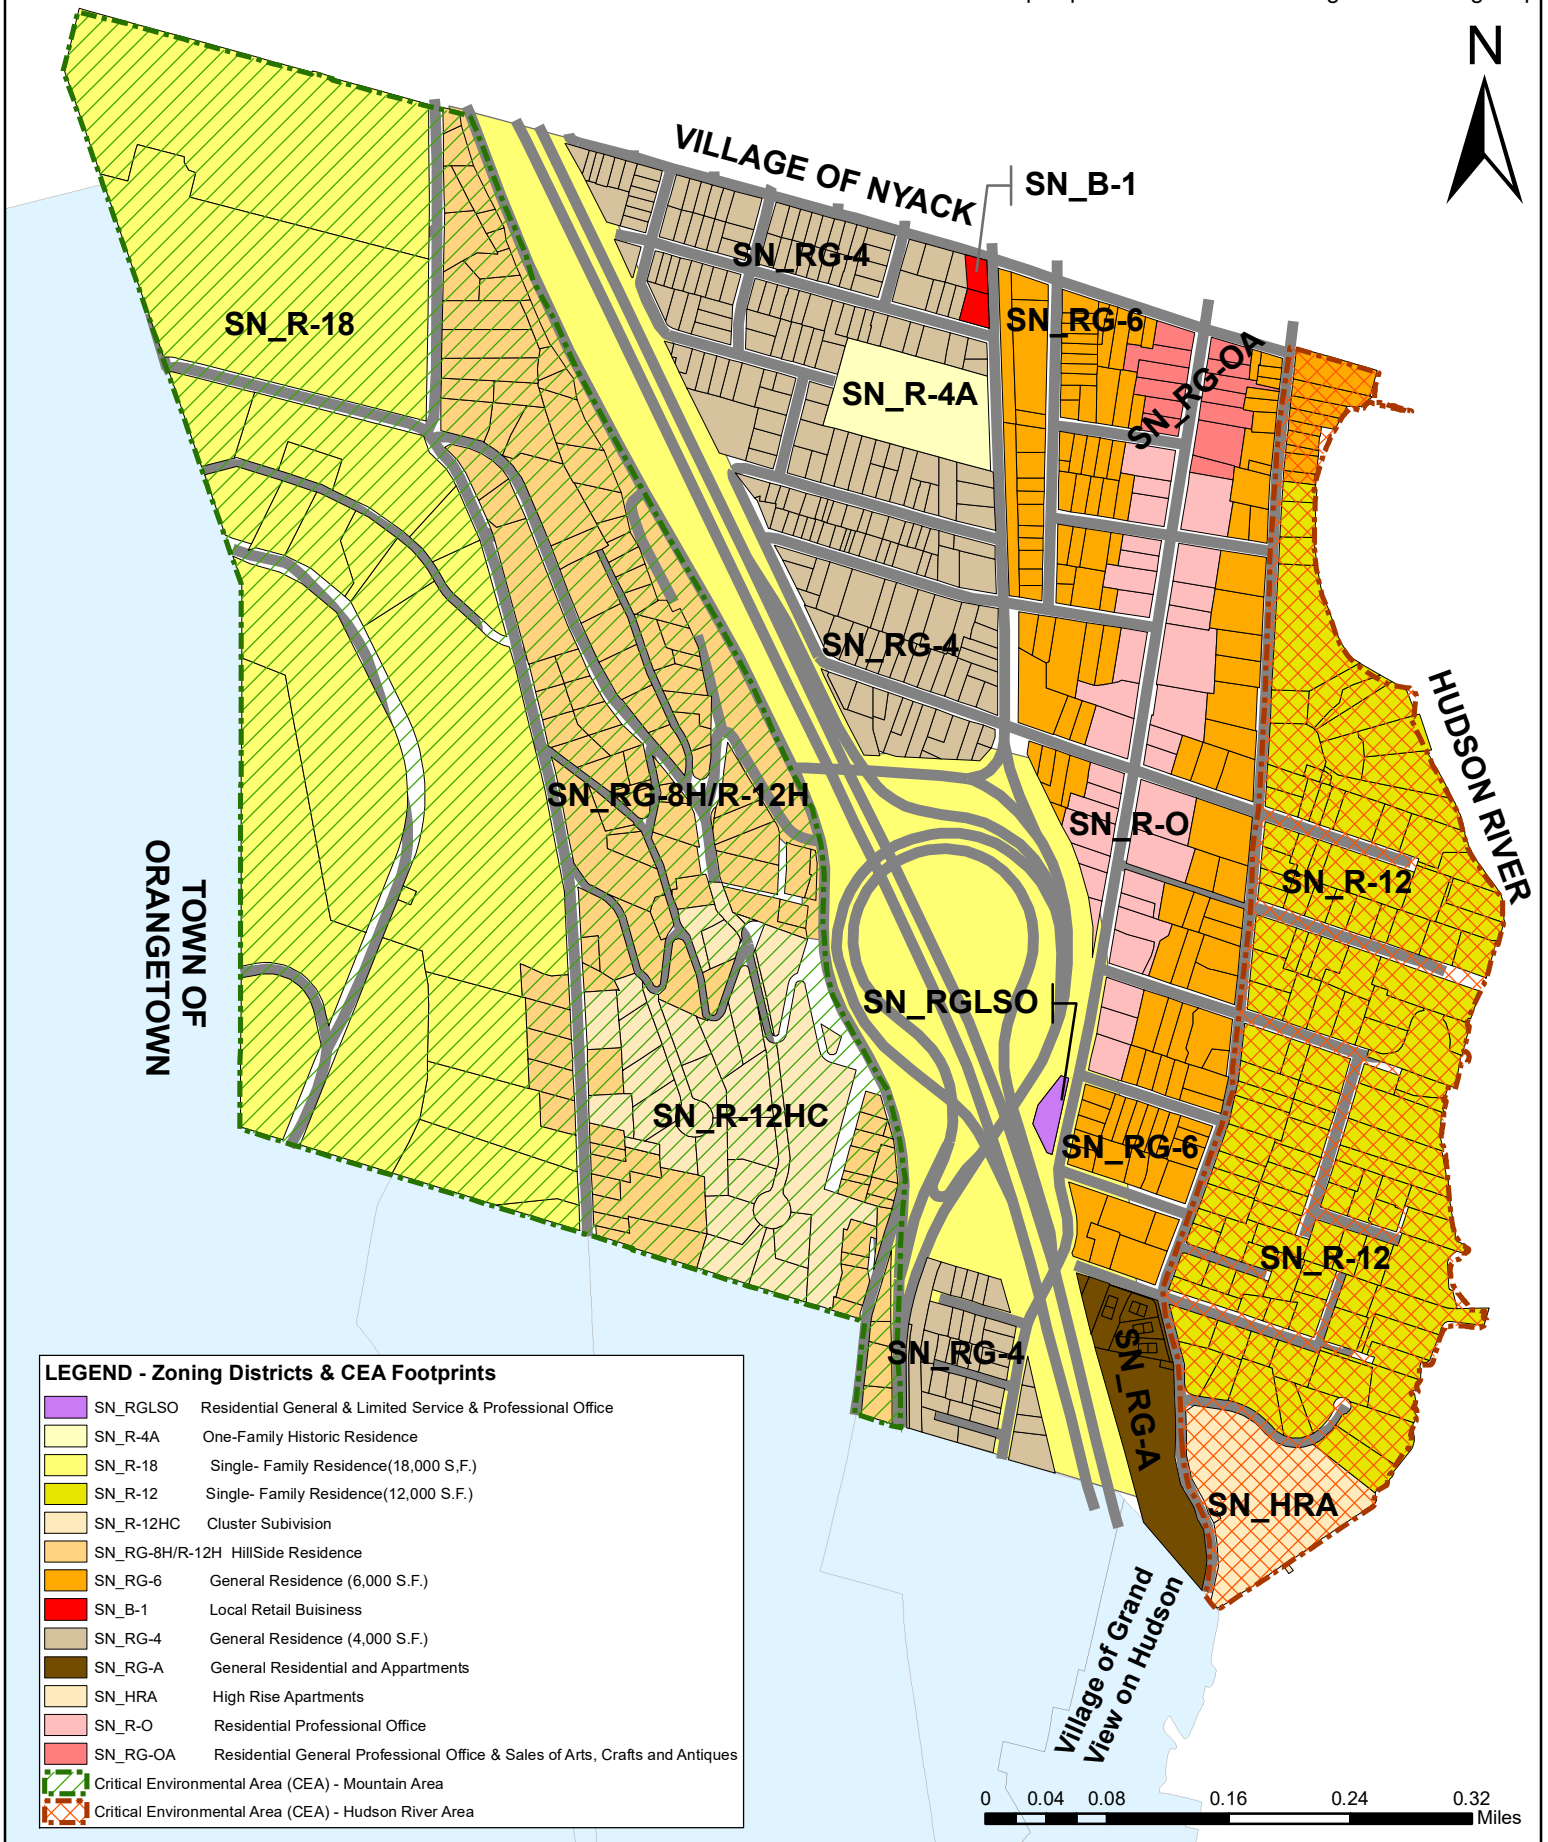 N
VILLAGE OF NYACK
SN_B-1
SN_RG-4
SN_RG-6
SN_R-18
SN_RG-OA
SN_R-4A
SN_RG-4
HUDSON RIVER
SN_RG-8H/R-12H
SN_R-O
SN_R-12
TOWN OF
ORANGETOWN
SN_RGLSO
SN_R-12HC
SN_RG-6
SN_R-12
SN_RG-4
SN_RG-A
SN_HRA
Village of Grand
View on Hudson
LEGEND - Zoning Districts & CEA Footprints
SN_RGLSO Residential General & Limited Service & Professional Office
SN_R-4A One-Family Historic Residence
SN_R-18 Single- Family Residence(18,000 S,F.)
SN_R-12 Single- Family Residence(12,000 S.F.)
SN_R-12HC Cluster Subivision
SN_RG-8H/R-12H HillSide Residence
SN_RG-6 General Residence (6,000 S.F.)
SN_B-1 Local Retail Buisiness
SN_RG-4 General Residence (4,000 S.F.)
SN_RG-A General Residential and Appartments
SN_HRA High Rise Apartments
SN_R-O Residential Professional Office
SN_RG-OA Residential General Professional Office & Sales of Arts, Crafts and Antiques
Critical Environmental Area (CEA) - Mountain Area
Critical Environmental Area (CEA) - Hudson River Area
0 0.04 0.08 0.16 0.24 0.32
Miles